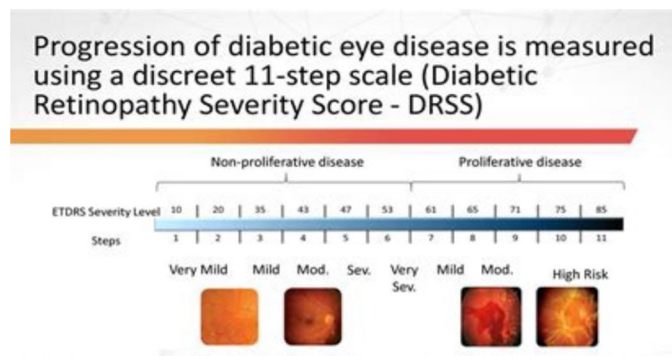 Progression of diabetic eye disease is measured
using a discreet 11-step scale (Diabetic
Retinopathy Severity Score - DRSS)
Non-proliferative disease Proliferative disease
ETDRS Severity Level 10 20 35 43 47 53 61 65 71 75 85
Steps 1 2 3 4 5 6 7 8 9 10 11
Very Mild Mild Mod. Sev. Very Sev. Mild Mod. High Risk